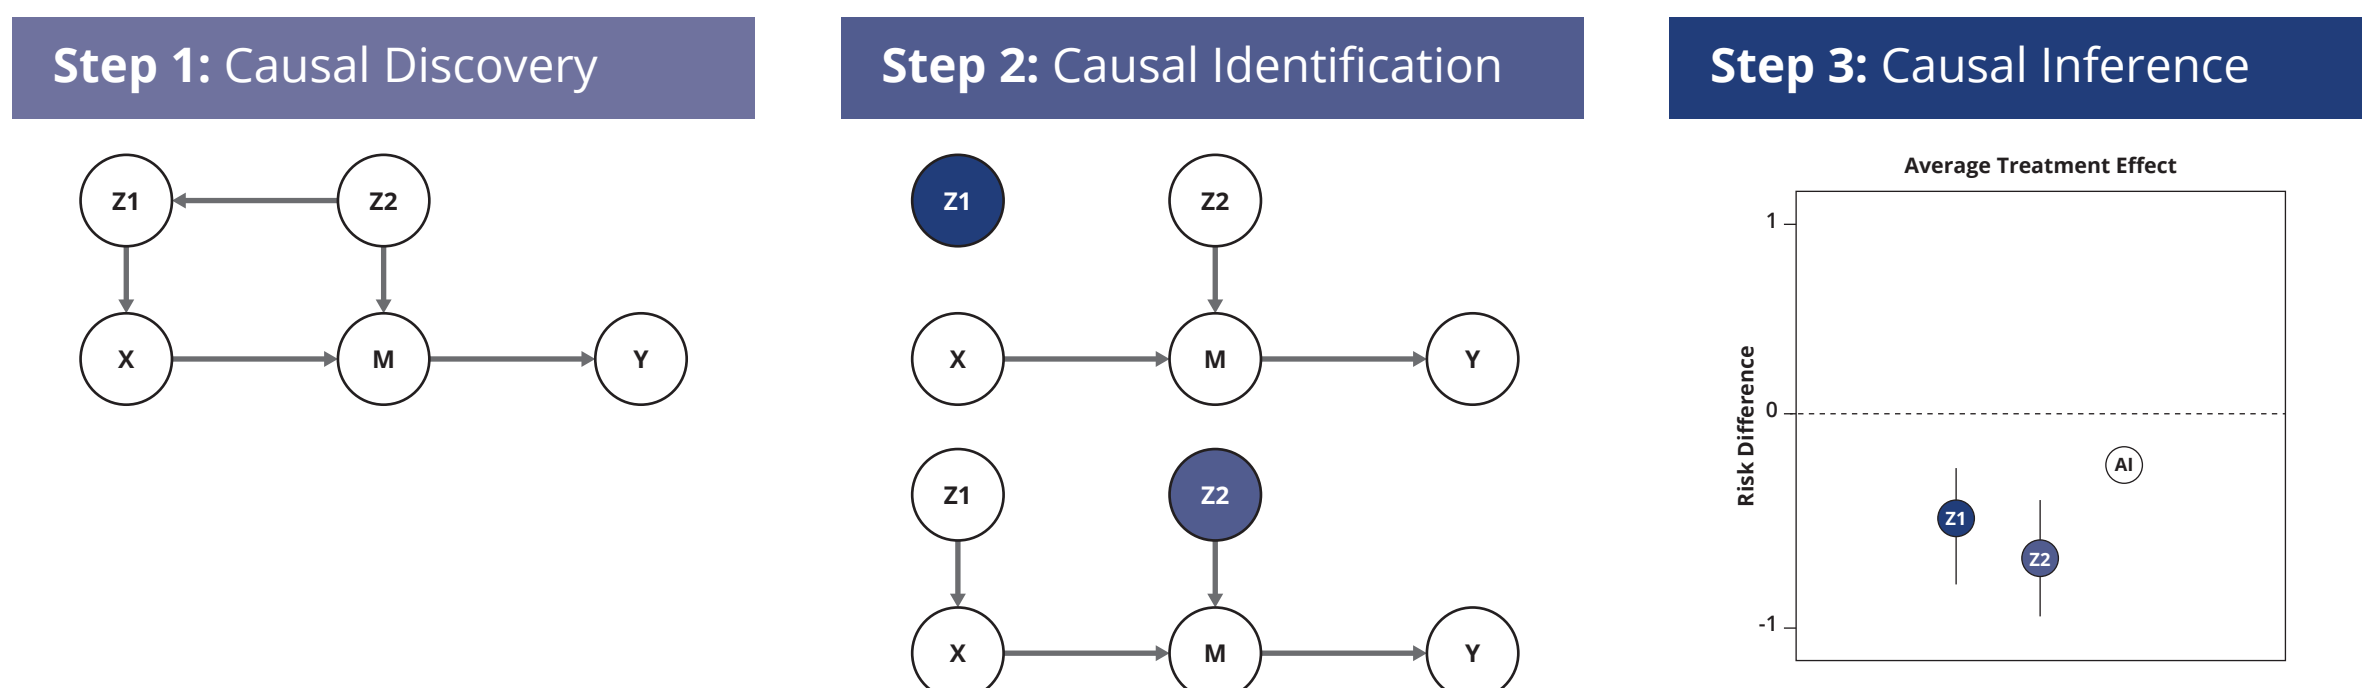 Step 1: Causal Discovery
Z1
Z2
X
M
Y
Step 2: Causal Identification
Z1
Z2
X
M
Y
Z1
Z2
X
M
Y
Step 3: Causal Inference
Average Treatment Effect
Risk Difference
1
0
-1
Z1
Z2
AI